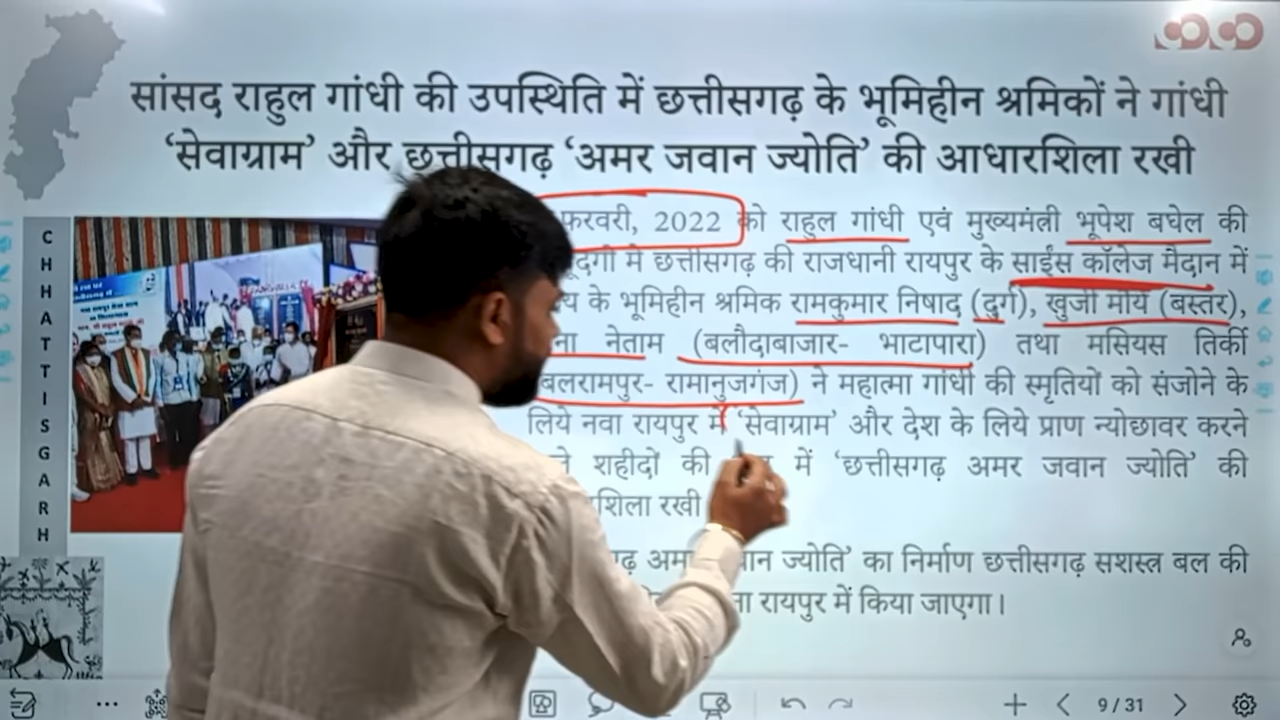 सांसद राहुल गांधी की उपस्थिति में छत्तीसगढ़ के भूमिहीन श्रमिकों ने गांधी
‘सेवाग्राम’ और छत्तीसगढ़ ‘अमर जवान ज्योति’ की आधारशिला रखी
फरवरी, 2022 को राहुल गांधी एवं मुख्यमंत्री भूपेश बघेल की
में छत्तीसगढ़ की राजधानी रायपुर के साईंस कॉलेज मैदान में
के भूमिहीन श्रमिक रामकुमार निषाद (दुर्ग), खुजी मौर्य (बस्तर),
नेताम (बलौदाबाजार- भाटापारा) तथा मसियस तिर्की
बलरामपुर- रामानुजगंज) ने महात्मा गांधी की स्मृतियों को संजोने के
लिये नवा रायपुर में ‘सेवाग्राम’ और देश के लिये प्राण न्योछावर करने
शहीदों की में ‘छत्तीसगढ़ अमर जवान ज्योति’ की
रखी
ज्योति’ का निर्माण छत्तीसगढ़ सशस्त्र बल की
रायपुर में किया जाएगा।
CHHATTISGARH
9/31